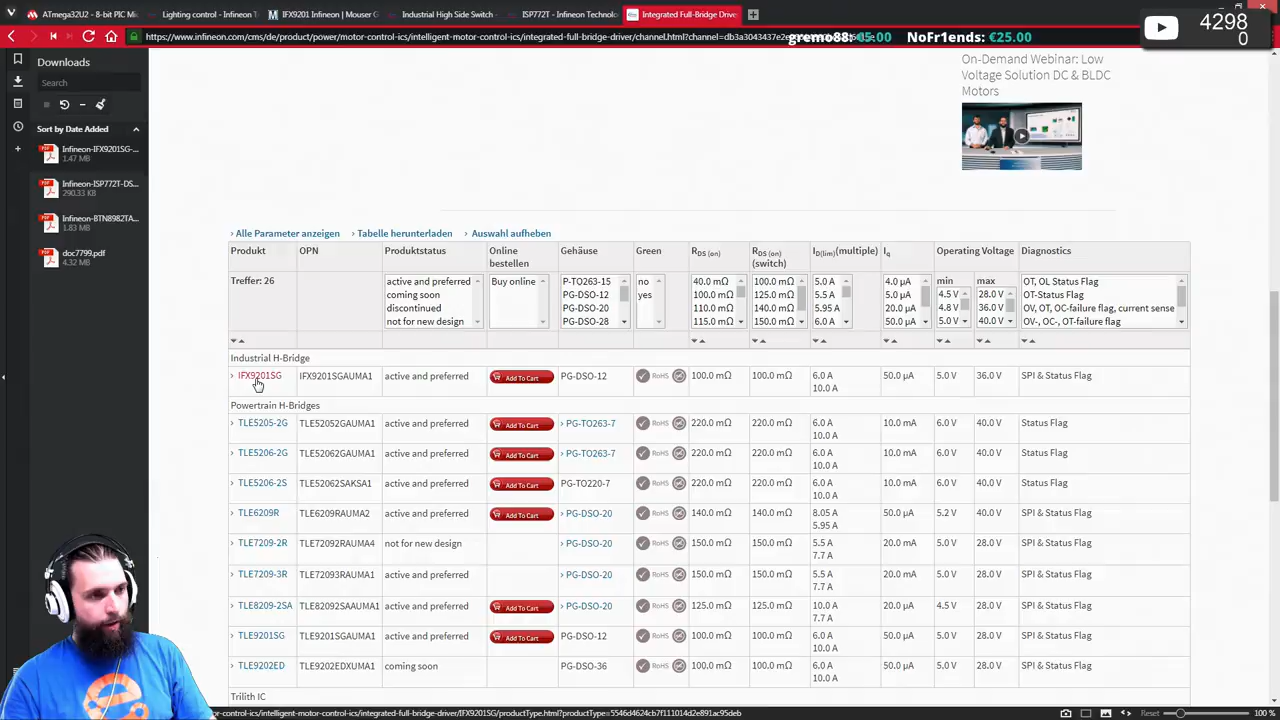 ATmega32U2 - 8-bit PIC Mi
Lighting control - Infineon T
IFX9201 Infineon | Mouser G
Industrial High Side Switch -
ISP772T - Infineon Technolo
Integrated Full-Bridge Driver
https://www.infineon.com/cms/de/product/power/motor-control-ics/intelligent-motor-control-ics/integrated-full-bridge-driver/channel.html?channel=db3a3043437e2e
gremo88: €5.00 NoFr1ends: €25.00
4298
0
Downloads
Search
Sort by Date Added
Infineon-IFX9201SG-...
1.47 MB
Infineon-ISP772T-DS...
290.33 KB
Infineon-BTN8982TA...
1.83 MB
doc7799.pdf
4.32 MB
On-Demand Webinar: Low
Voltage Solution DC & BLDC
Motors
› Alle Parameter anzeigen › Tabelle herunterladen › Auswahl aufheben
Produkt OPN Produktstatus Online bestellen Gehäuse Green RDS (on) RDS (on) (switch) ID(lim)(multiple) Iq Operating Voltage Diagnostics
Treffer: 26
active and preferred
coming soon
discontinued
not for new design
Buy online
P-TO263-15
PG-DSO-12
PG-DSO-20
PG-DSO-28
no
yes
40.0 mΩ
100.0 mΩ
110.0 mΩ
115.0 mΩ
100.0 mΩ
125.0 mΩ
140.0 mΩ
150.0 mΩ
5.0 A
5.5 A
5.95 A
6.0 A
4.0 µA
5.0 µA
20.0 µA
50.0 µA
min
4.5 V
4.8 V
5.0 V
max
28.0 V
36.0 V
40.0 V
OT, OL Status Flag
OT-Status Flag
OV, OT, OC-failure flag, current sense
OV-, OC-, OT-failure flag
Industrial H-Bridge
› IFX9201SG IFX9201SGAUMA1 active and preferred Add To Cart PG-DSO-12 RoHS 100.0 mΩ 100.0 mΩ 6.0 A 50.0 µA 5.0 V 36.0 V SPI & Status Flag
10.0 A
Powertrain H-Bridges
› TLE5205-2G TLE52052GAUMA1 active and preferred Add To Cart › PG-TO263-7 RoHS 220.0 mΩ 220.0 mΩ 6.0 A 10.0 mA 6.0 V 40.0 V Status Flag
10.0 A
› TLE5206-2G TLE52062GAUMA1 active and preferred Add To Cart › PG-TO263-7 RoHS 220.0 mΩ 220.0 mΩ 6.0 A 10.0 mA 6.0 V 40.0 V Status Flag
10.0 A
› TLE5206-2S TLE52062SAKSA1 active and preferred Add To Cart PG-TO220-7 RoHS 220.0 mΩ 220.0 mΩ 6.0 A 10.0 mA 6.0 V 40.0 V Status Flag
10.0 A
› TLE6209R TLE6209RAUMA2 active and preferred Add To Cart › PG-DSO-20 RoHS 140.0 mΩ 140.0 mΩ 8.05 A 50.0 µA 5.2 V 40.0 V SPI & Status Flag
5.95 A
› TLE7209-2R TLE72092RAUMA4 not for new design › PG-DSO-20 RoHS 150.0 mΩ 150.0 mΩ 5.5 A 20.0 mA 5.0 V 28.0 V SPI & Status Flag
7.7 A
› TLE7209-3R TLE72093RAUMA1 active and preferred › PG-DSO-20 RoHS 150.0 mΩ 150.0 mΩ 5.5 A 20.0 mA 5.0 V 28.0 V SPI & Status Flag
7.7 A
› TLE8209-2SA TLE82092SAAUMA1 active and preferred Add To Cart › PG-DSO-20 RoHS 125.0 mΩ 125.0 mΩ 10.0 A 20.0 µA 4.5 V 28.0 V SPI & Status Flag
7.7 A
› TLE9201SG TLE9201SGAUMA1 active and preferred Add To Cart PG-DSO-12 RoHS 100.0 mΩ 100.0 mΩ 6.0 A 50.0 µA 5.0 V 28.0 V SPI & Status Flag
10.0 A
› TLE9202ED TLE9202EDXUMA1 coming soon PG-DSO-36 RoHS 100.0 mΩ 100.0 mΩ 6.0 A 50.0 µA 5.0 V 28.0 V SPI & Status Flag
10.0 A
Trilith IC
or-control-ics/intelligent-motor-control-ics/integrated-full-bridge-driver/IFX9201SG/productType.html?productType=5546d4624cb7f111014d2e891ac95deb
Reset 100 %